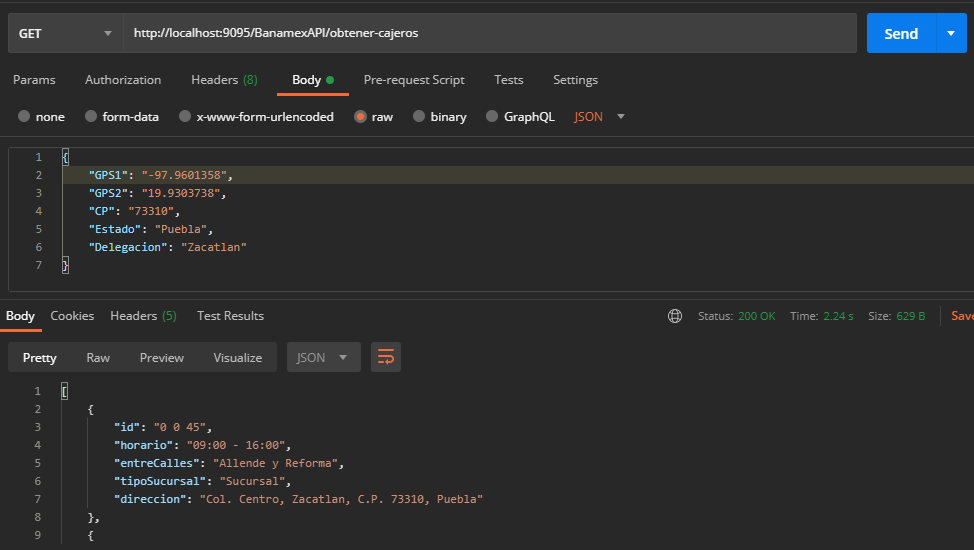 GET http://localhost:9095/BanamexAPI/obtener-cajeros Send
Params Authorization Headers (8) Body Pre-request Script Tests Settings
none form-data x-www-form-urlencoded raw binary GraphQL JSON
1 {
2 "GPS1": "-97.9601358",
3 "GPS2": "19.9303738",
4 "CP": "73310",
5 "Estado": "Puebla",
6 "Delegacion": "Zacatlan"
7 }
Body Cookies Headers (5) Test Results Status: 200 OK Time: 2.24 s Size: 629 B Save
Pretty Raw Preview Visualize JSON
1 [
2 {
3 "id": "0 0 45",
4 "horario": "09:00 - 16:00",
5 "entreCalles": "Allende y Reforma",
6 "tipoSucursal": "Sucursal",
7 "direccion": "Col. Centro, Zacatlan, C.P. 73310, Puebla"
8 },
9 {